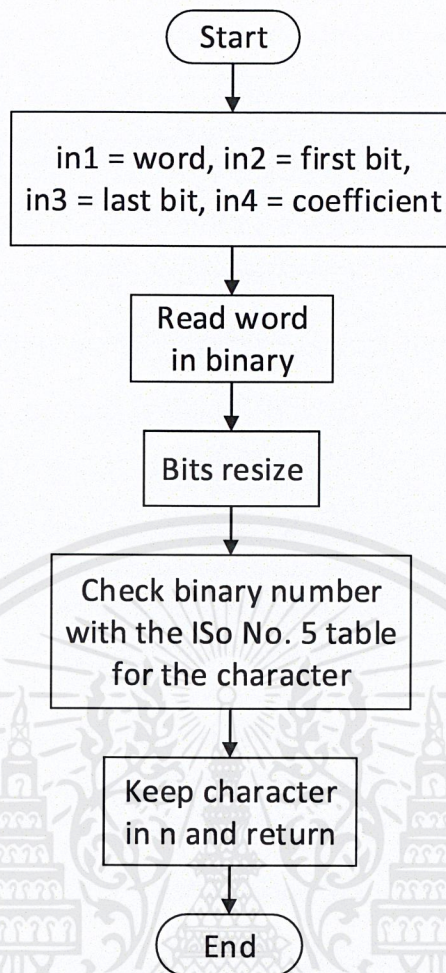 Start
in1 = word, in2 = first bit,
in3 = last bit, in4 = coefficient
Read word
in binary
Bits resize
Check binary number
with the ISo No. 5 table
for the character
Keep character
in n and return
End